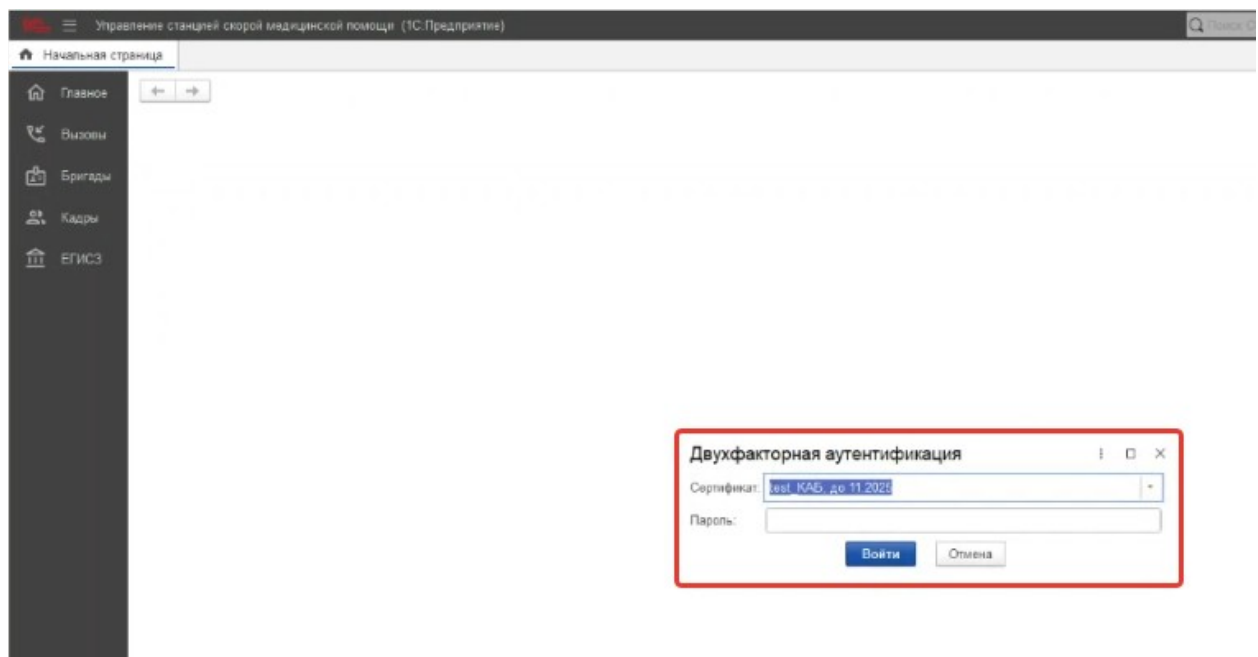 Управление станцией скорой медицинской помощи (1С:Предприятие)
Поиск
Начальная страница
Главное
Вызовы
Бригады
Кадры
ЕГИСЗ
Двухфакторная аутентификация
Сертификат: test_КАБ, до 11.2025
Пароль:
Войти Отмена